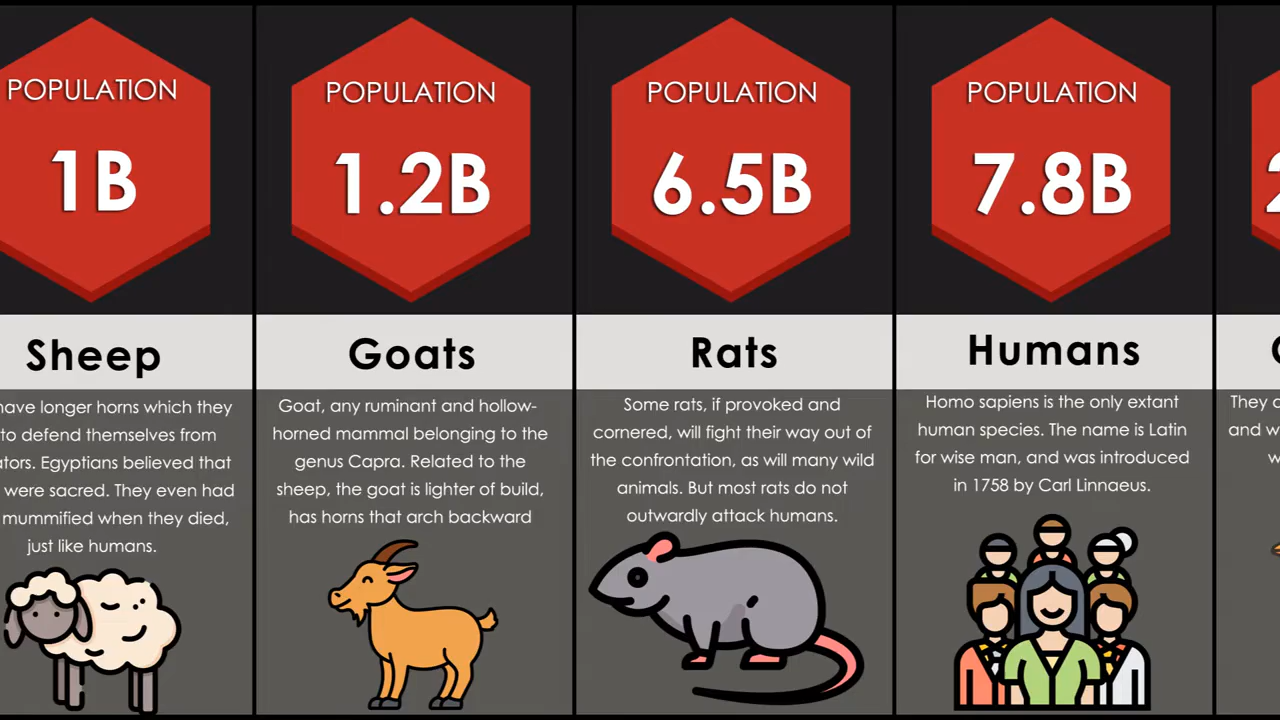 POPULATION
1B
Sheep
have longer horns which they
to defend themselves from
Egyptians believed that
were sacred. They even had
mummified when they died,
just like humans.
POPULATION
1.2B
Goats
Goat, any ruminant and hollow-
horned mammal belonging to the
genus Capra. Related to the
sheep, the goat is lighter of build,
has horns that arch backward
POPULATION
6.5B
Rats
Some rats, if provoked and
cornered, will fight their way out of
the confrontation, as will many wild
animals. But most rats do not
outwardly attack humans.
POPULATION
7.8B
Humans
Homo sapiens is the only extant
human species. The name is Latin
for wise man, and was introduced
in 1758 by Carl Linnaeus.
They
and